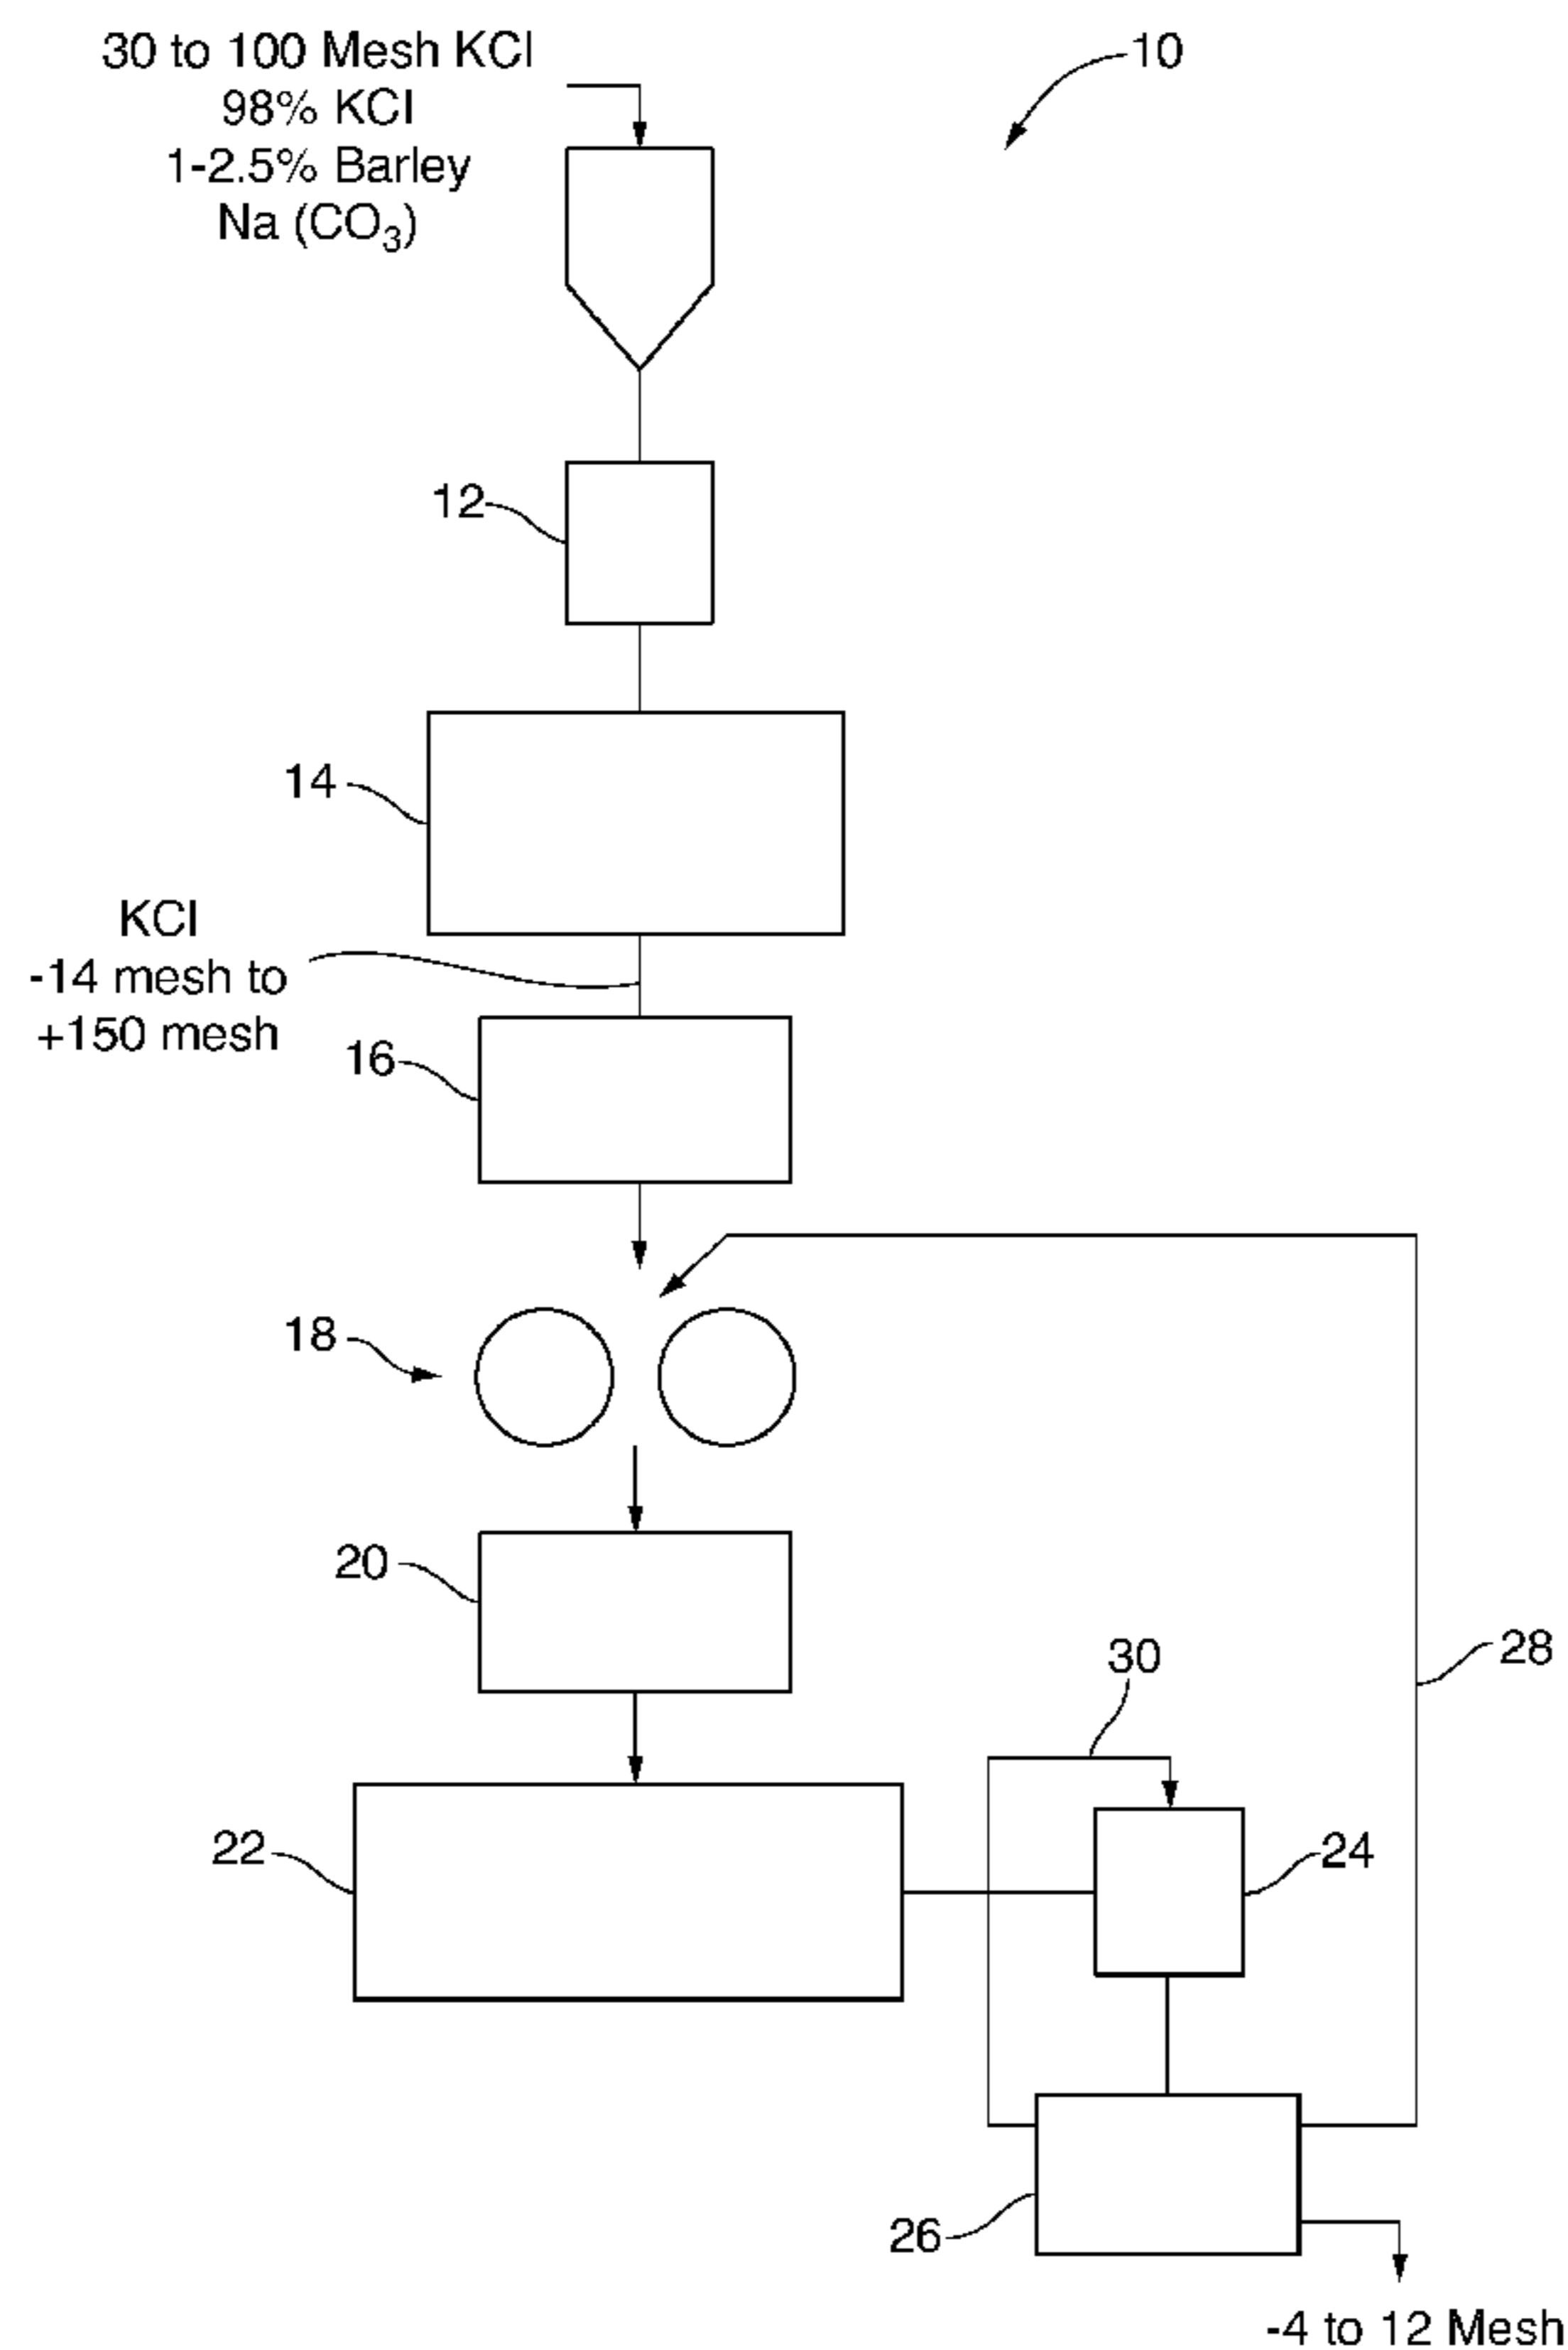 30 to 100 Mesh KCl
98% KCl
1-2.5% Barley
Na (CO₃)
10
12
14
KCl
-14 mesh to
+150 mesh
16
18
20
30
28
22
24
26
-4 to 12 Mesh